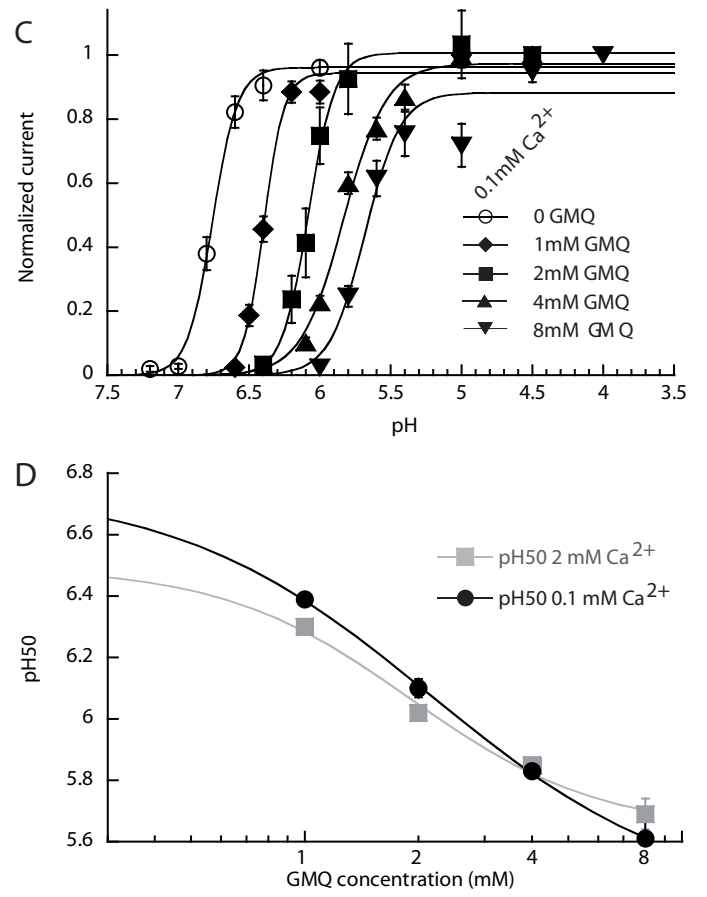 C
Normalized current
1
0.8
0.6
0.4
0.2
0
0.1mM Ca2+
0 GMQ
1mM GMQ
2mM GMQ
4mM GMQ
8mM GM Q
7.5 7 6.5 6 5.5 5 4.5 4 3.5
pH
D
pH50
6.8
6.6
6.4
6.2
6
5.8
5.6
pH50 2 mM Ca2+
pH50 0.1 mM Ca2+
1 2 4 8
GMQ concentration (mM)